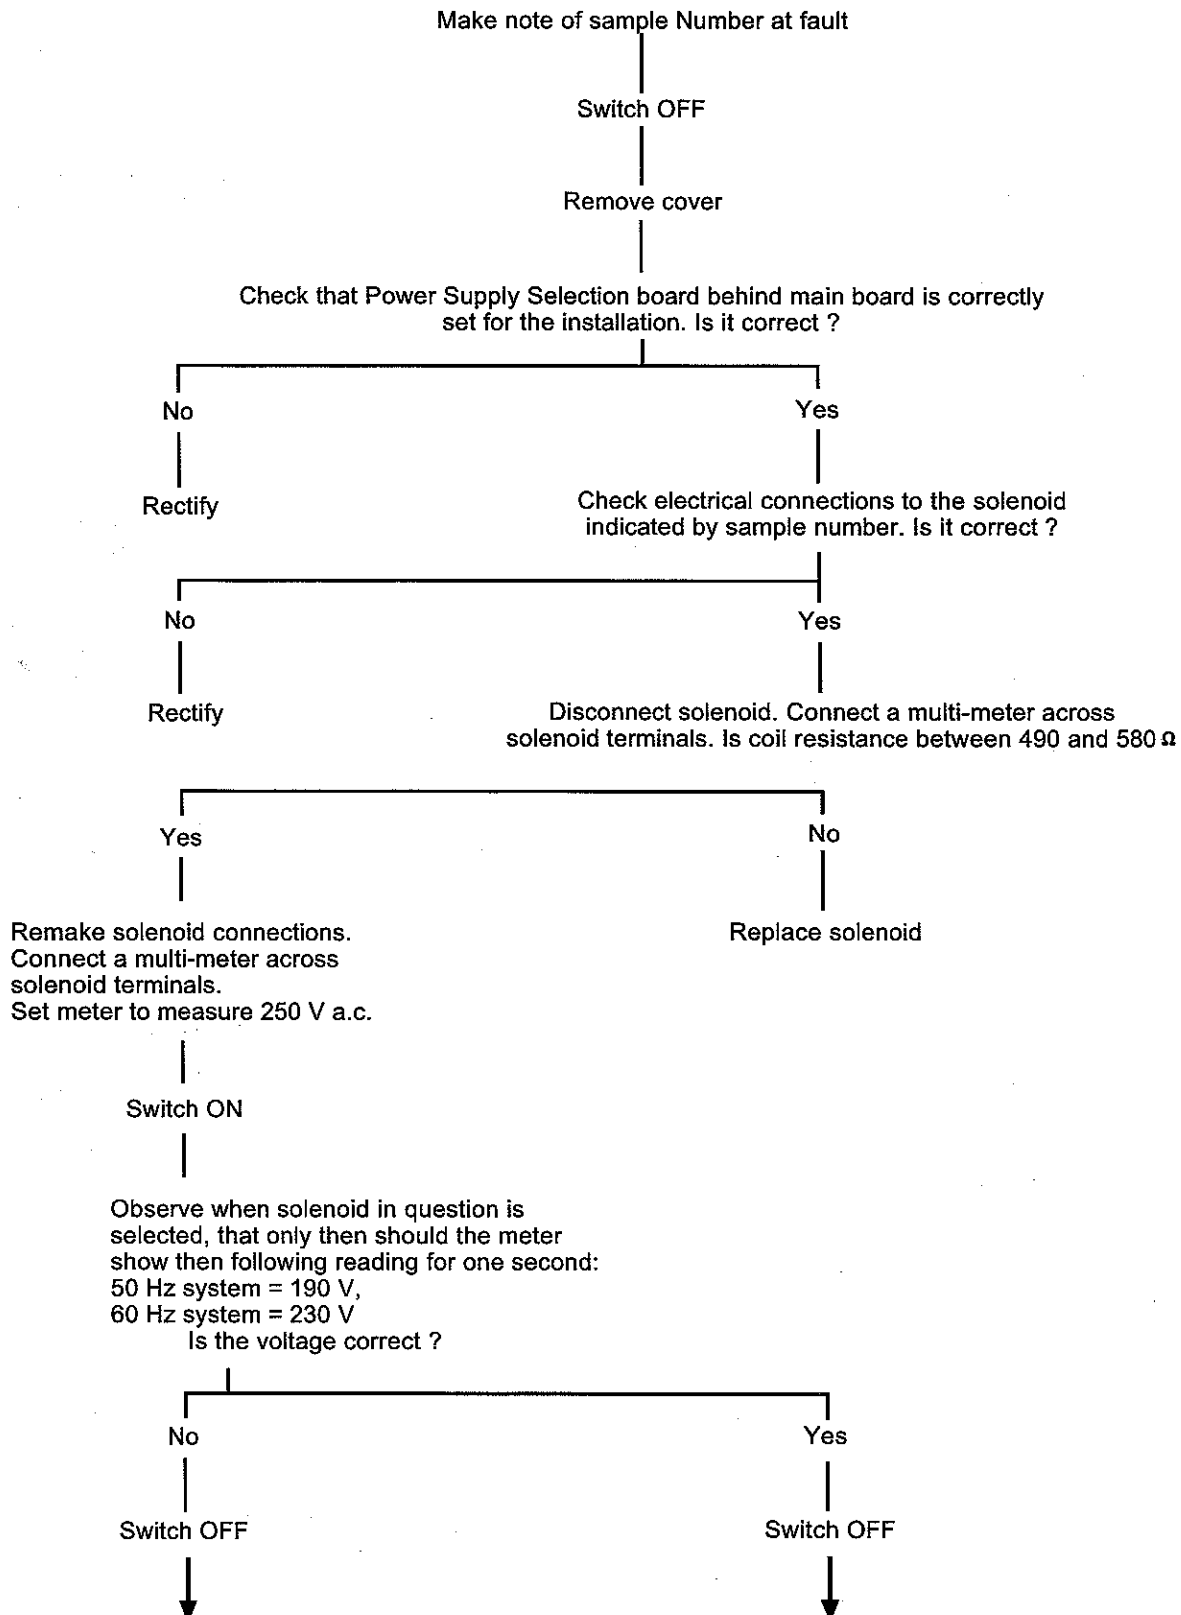 Make note of sample Number at fault
Switch OFF
Remove cover
Check that Power Supply Selection board behind main board is correctly
set for the installation. Is it correct ?
No
Yes
Rectify
Check electrical connections to the solenoid
indicated by sample number. Is it correct ?
No
Yes
Rectify
Disconnect solenoid. Connect a multi-meter across
solenoid terminals. Is coil resistance between 490 and 580 Ω
Yes
No
Remake solenoid connections.
Connect a multi-meter across
solenoid terminals.
Set meter to measure 250 V a.c.
Replace solenoid
Switch ON
Observe when solenoid in question is
selected, that only then should the meter
show then following reading for one second:
50 Hz system = 190 V,
60 Hz system = 230 V
Is the voltage correct ?
No
Yes
Switch OFF
Switch OFF